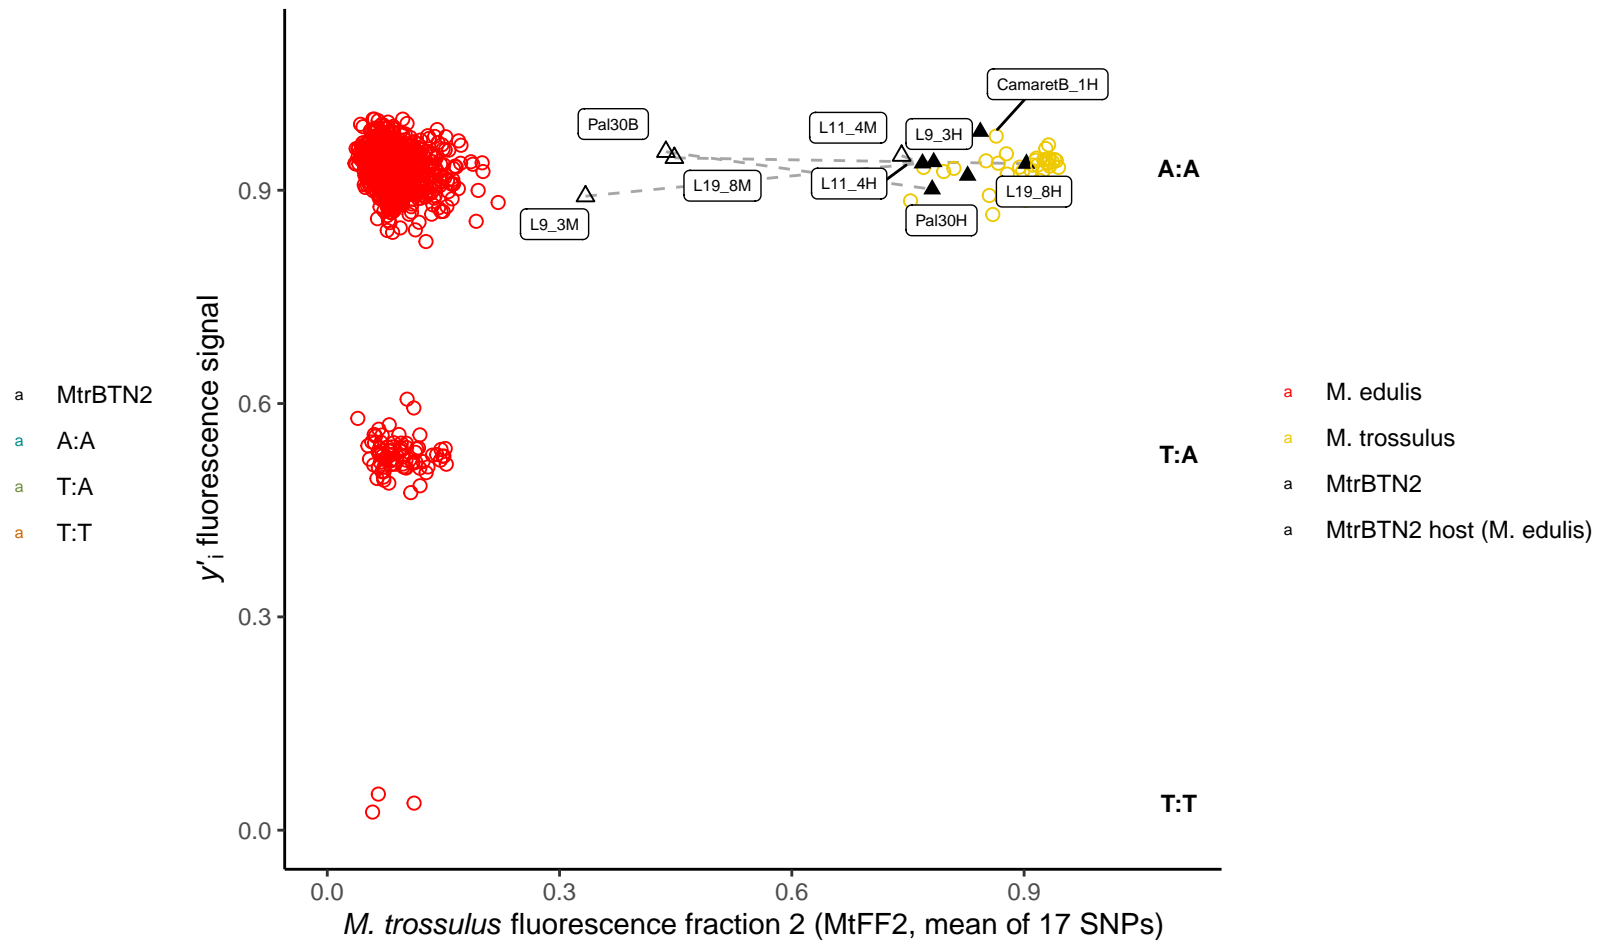 CamaretB_1H
Pal30B
L11_4M
L9_3H
L19_8M
L11_4H
L19_8H
L9_3M
Pal30H
A:A
T:A
T:T
0.9
0.6
0.3
0.0
y'i fluorescence signal
0.0 0.3 0.6 0.9
M. trossulus fluorescence fraction 2 (MtFF2, mean of 17 SNPs)
a MtrBTN2
a A:A
a T:A
a T:T
a M. edulis
a M. trossulus
a MtrBTN2
a MtrBTN2 host (M. edulis)